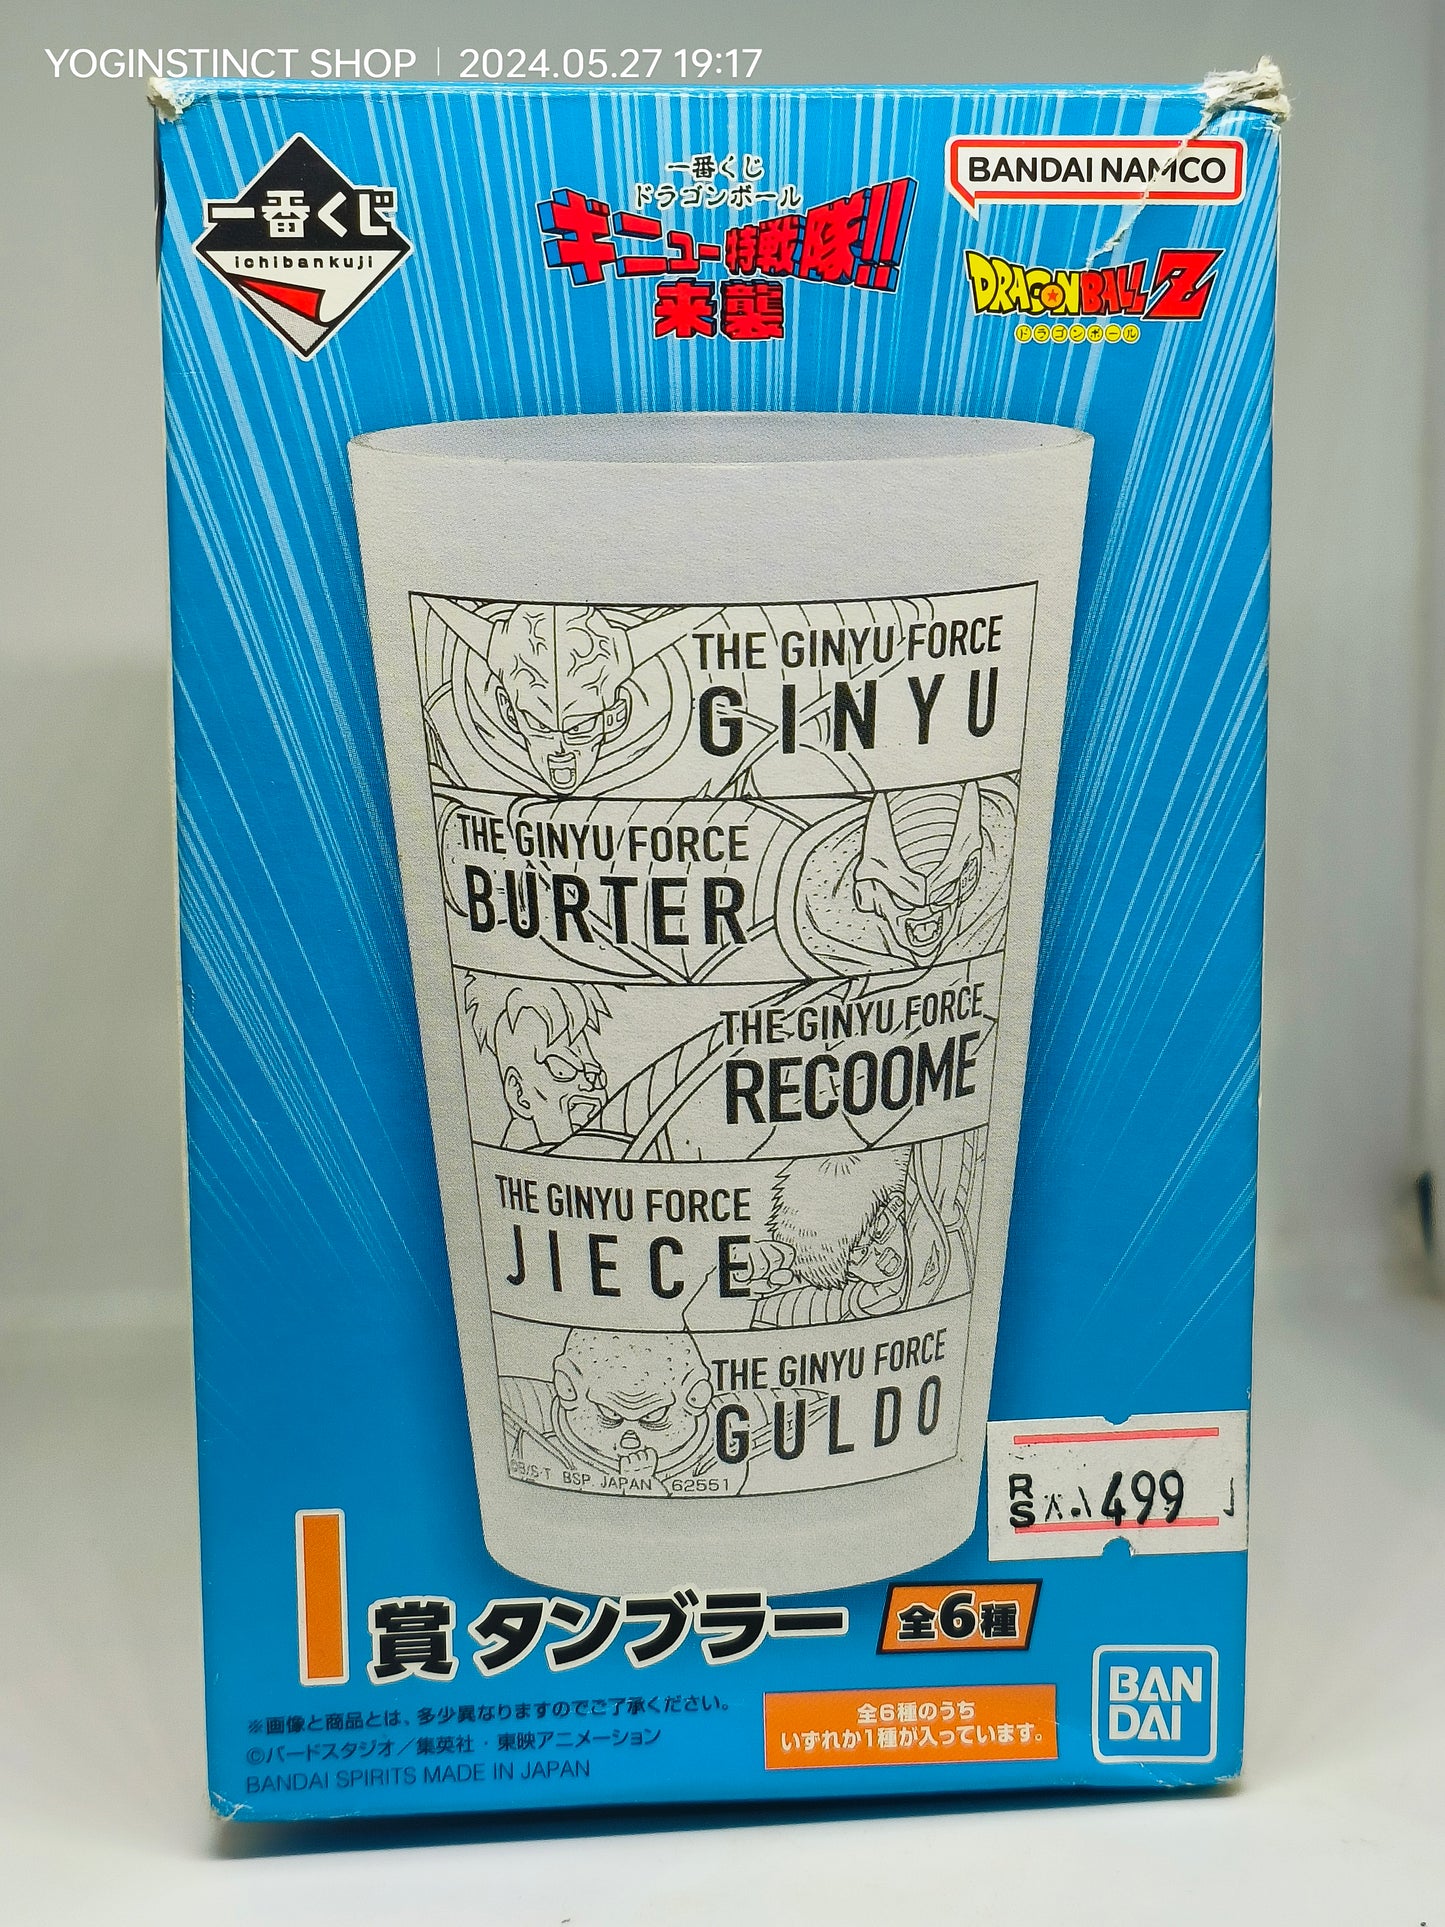 YOGINSTINCT SHOP | 2024.05.27 19:17
一番くじ
ichibankuji
一番くじ
ドラゴンボール
ギニュー特戦隊!!
来襲
BANDAI NAMCO
DRAGONBALL Z
ドラゴンボール
THE GINYU FORCE
GINYU
THE GINYU FORCE
BURTER
THE GINYU FORCE
RECOOME
THE GINYU FORCE
JIECE
THE GINYU FORCE
GULDO
©B/S・T BSP. JAPAN 62551
RS
499
I賞 タンブラー
全6種
※画像と商品とは、多少異なりますのでご了承ください。
©バードスタジオ/集英社・東映アニメーション
BANDAI SPIRITS MADE IN JAPAN
全6種のうち
いずれか1種が入っています。
BAN
DAI